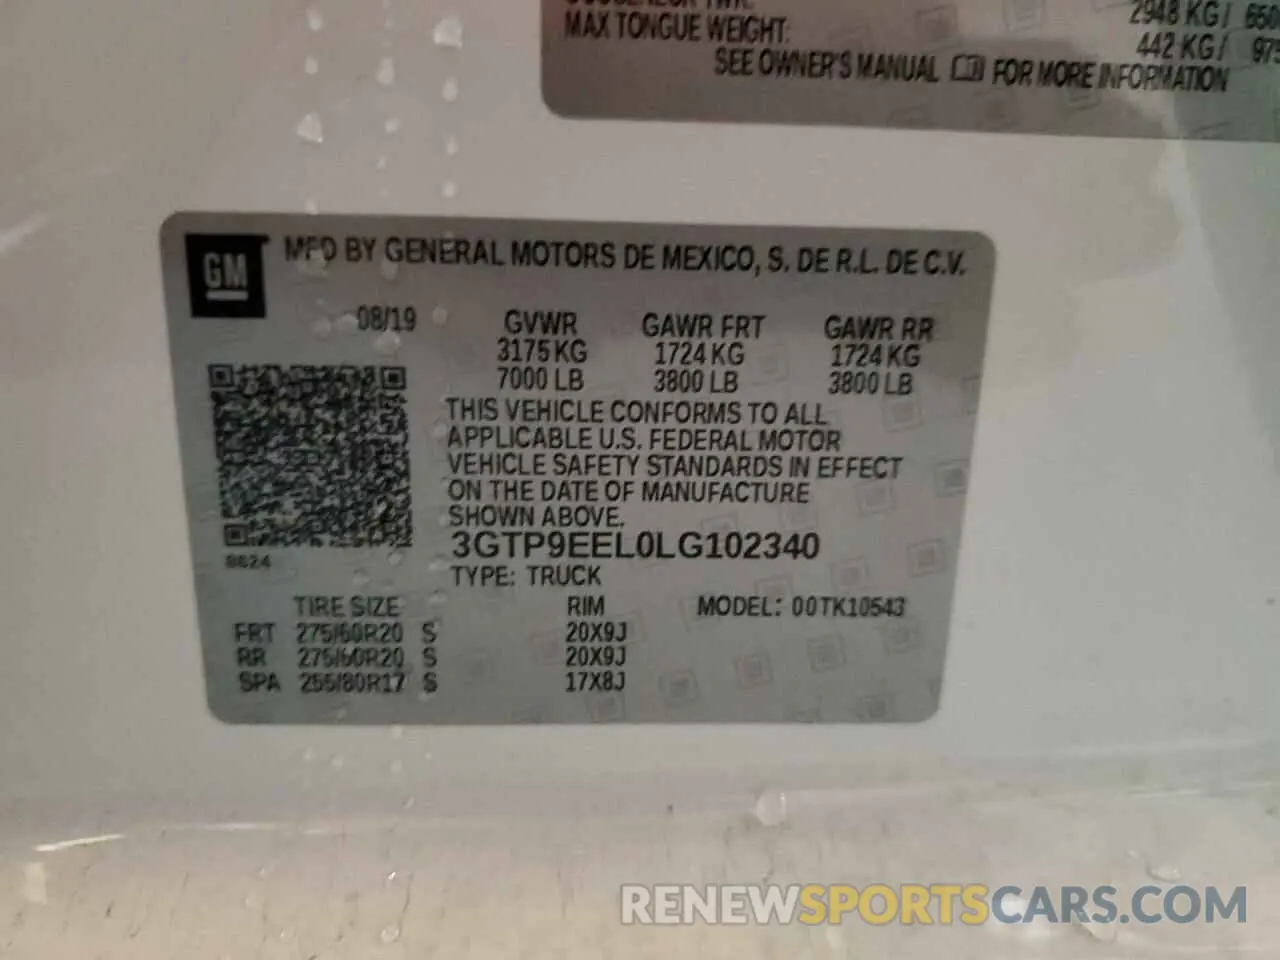 2948 KG/ 650
MAX TONGUE WEIGHT: 442 KG/ 975
SEE OWNER'S MANUAL FOR MORE INFORMATION
GM
MFD BY GENERAL MOTORS DE MEXICO, S. DE R.L. DE C.V.
08/19 GVWR GAWR FRT GAWR RR
3175 KG 1724 KG 1724 KG
7000 LB 3800 LB 3800 LB
THIS VEHICLE CONFORMS TO ALL
APPLICABLE U.S. FEDERAL MOTOR
VEHICLE SAFETY STANDARDS IN EFFECT
ON THE DATE OF MANUFACTURE
SHOWN ABOVE.
3GTP9EEL0LG102340
8624
TYPE: TRUCK
TIRE SIZE RIM MODEL: 00TK10543
FRT 275/60R20 S 20X9J
RR 275/60R20 S 20X9J
SPA 255/80R17 S 17X8J
RENEWSPORTSCARS.COM